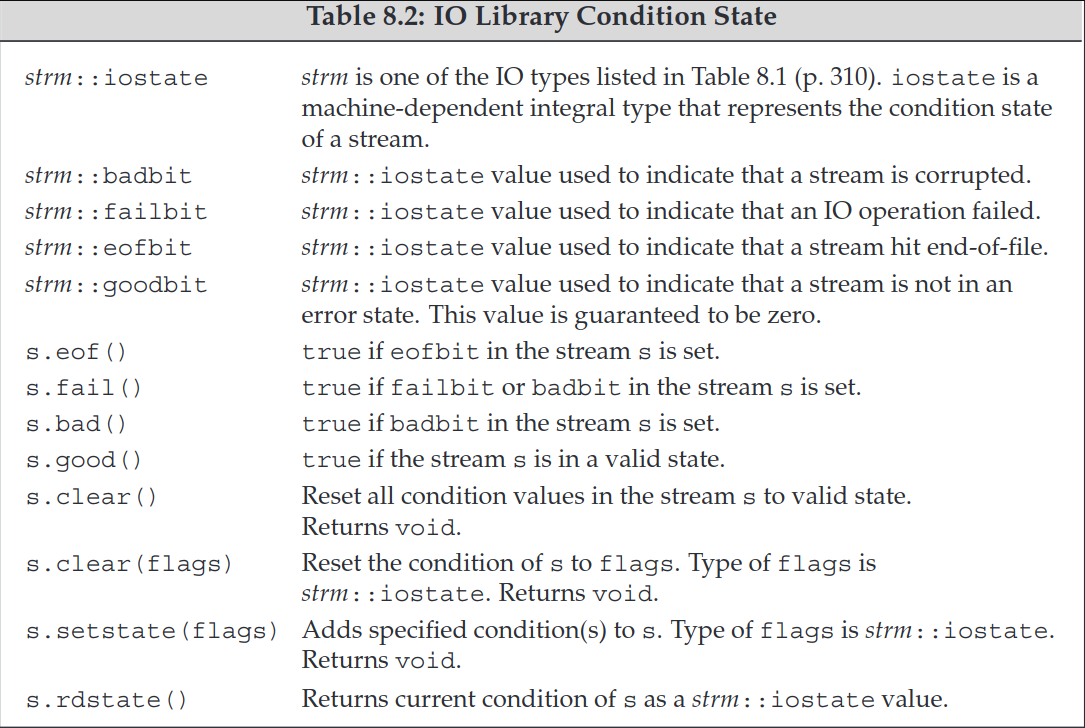 Table 8.2: IO Library Condition State
strm::iostate strm is one of the IO types listed in Table 8.1 (p. 310). iostate is a
machine-dependent integral type that represents the condition state
of a stream.
strm::badbit strm::iostate value used to indicate that a stream is corrupted.
strm::failbit strm::iostate value used to indicate that an IO operation failed.
strm::eofbit strm::iostate value used to indicate that a stream hit end-of-file.
strm::goodbit strm::iostate value used to indicate that a stream is not in an
error state. This value is guaranteed to be zero.
s.eof() true if eofbit in the stream s is set.
s.fail() true if failbit or badbit in the stream s is set.
s.bad() true if badbit in the stream s is set.
s.good() true if the stream s is in a valid state.
s.clear() Reset all condition values in the stream s to valid state.
Returns void.
s.clear(flags) Reset the condition of s to flags. Type of flags is
strm::iostate. Returns void.
s.setstate(flags) Adds specified condition(s) to s. Type of flags is strm::iostate.
Returns void.
s.rdstate() Returns current condition of s as a strm::iostate value.